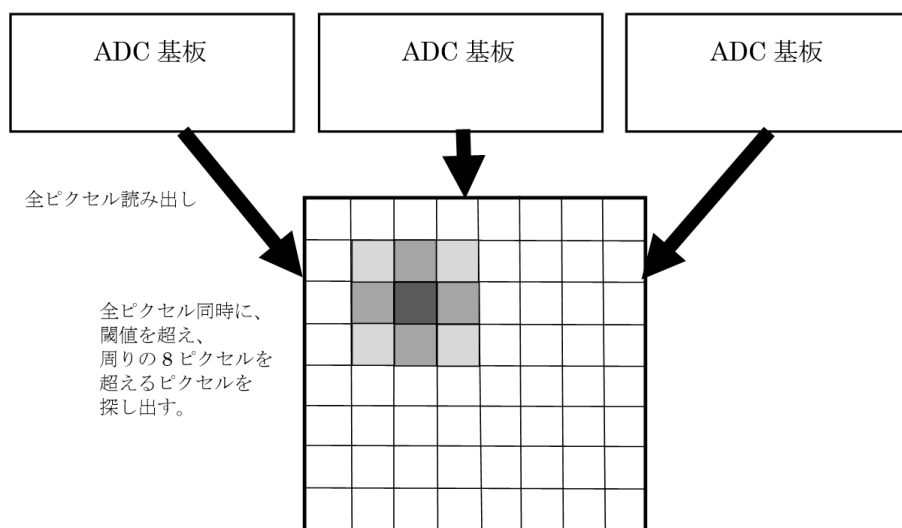 ADC 基板
ADC 基板
ADC 基板
全ピクセル読み出し
全ピクセル同時に、
閾値を超え、
周りの 8 ピクセルを
超えるピクセルを
探し出す。